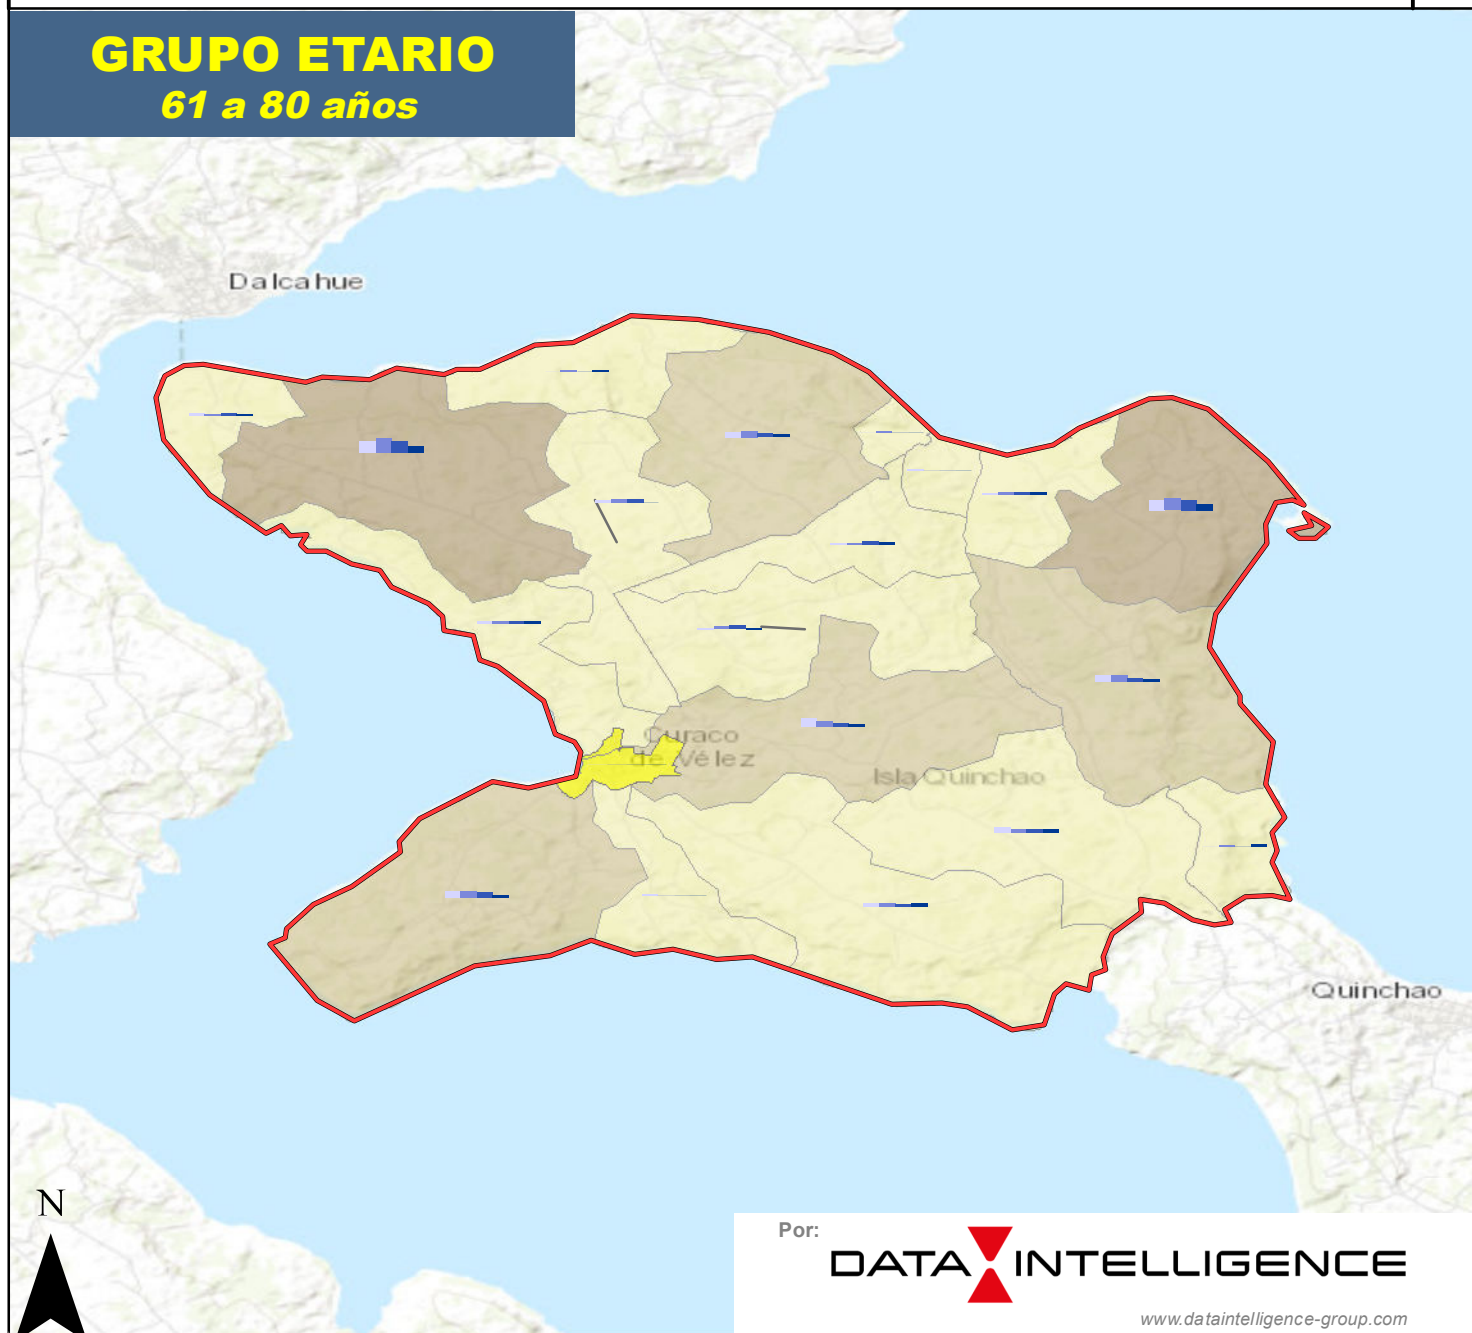 GRUPO ETARIO
61 a 80 años
Dalcahue
Curaco
de Vélez
Isla Quinchao
Quinchao
N
Por:
DATA INTELLIGENCE
www.dataintelligence-group.com